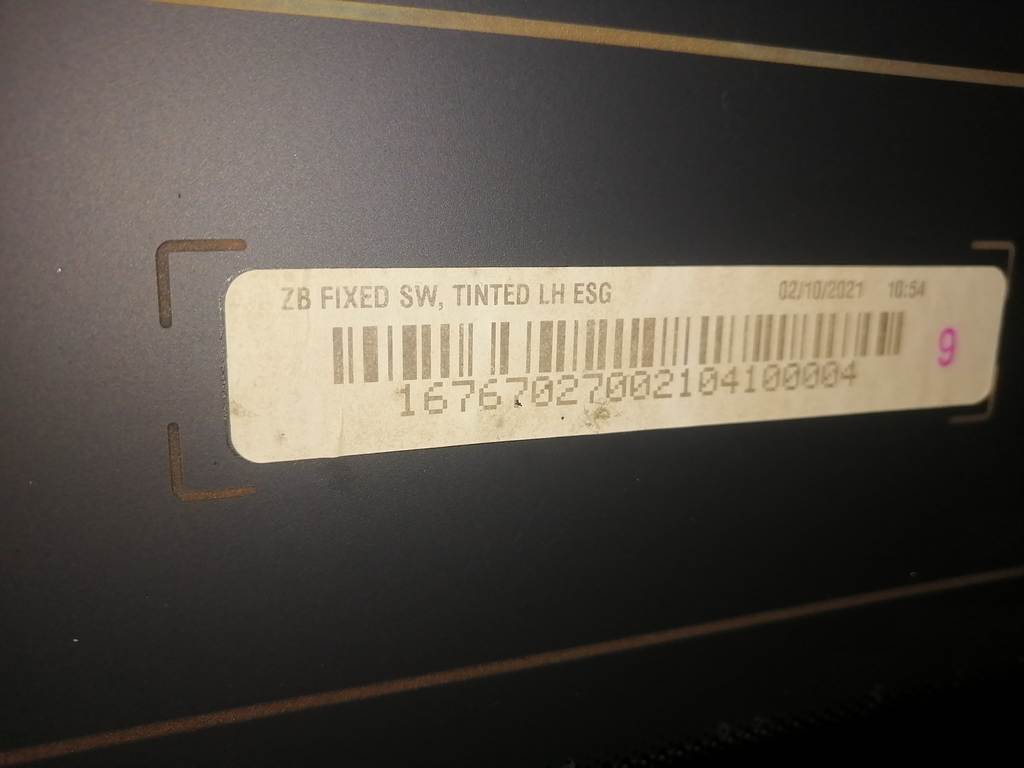 ZB FIXED SW, TINTED LH ESG 02/10/2021 10:54
16767027002104100004
9